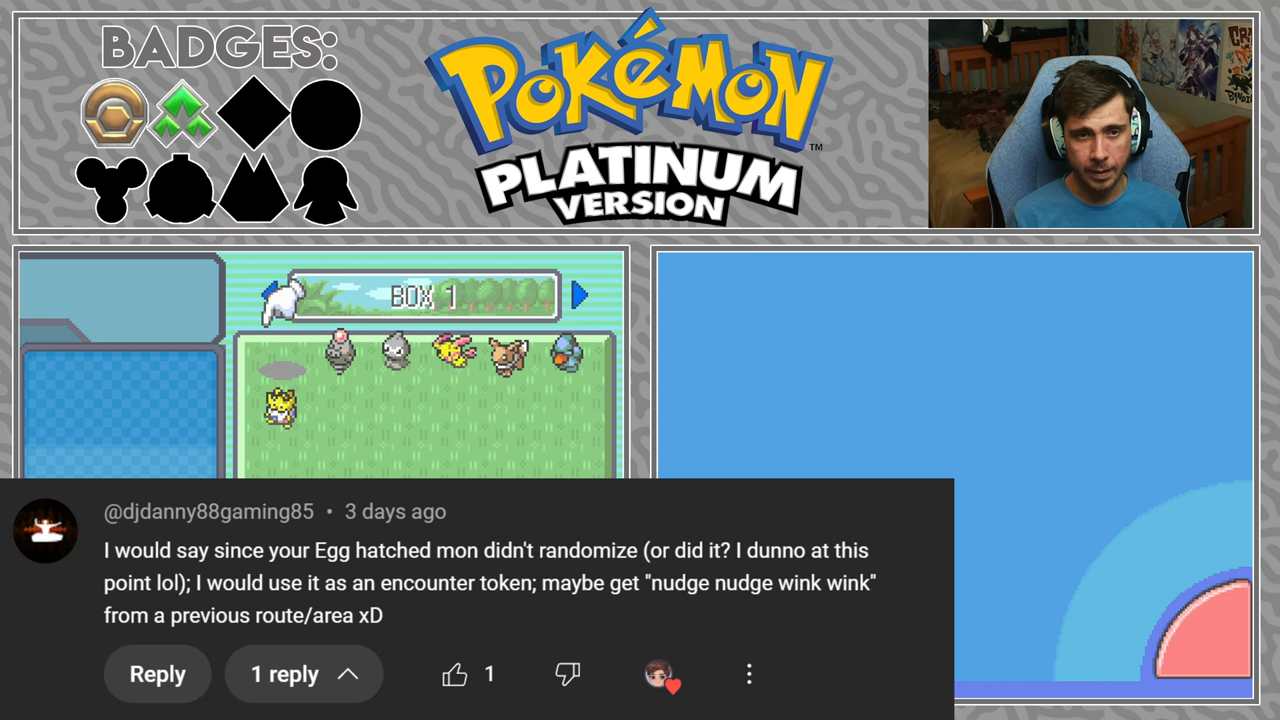 BADGES:
POKéMON
TM
PLATINUM
VERSION
BOX 1
@djdanny88gaming85 • 3 days ago
I would say since your Egg hatched mon didn't randomize (or did it? I dunno at this
point lol); I would use it as an encounter token; maybe get "nudge nudge wink wink"
from a previous route/area xD
Reply
1 reply
1